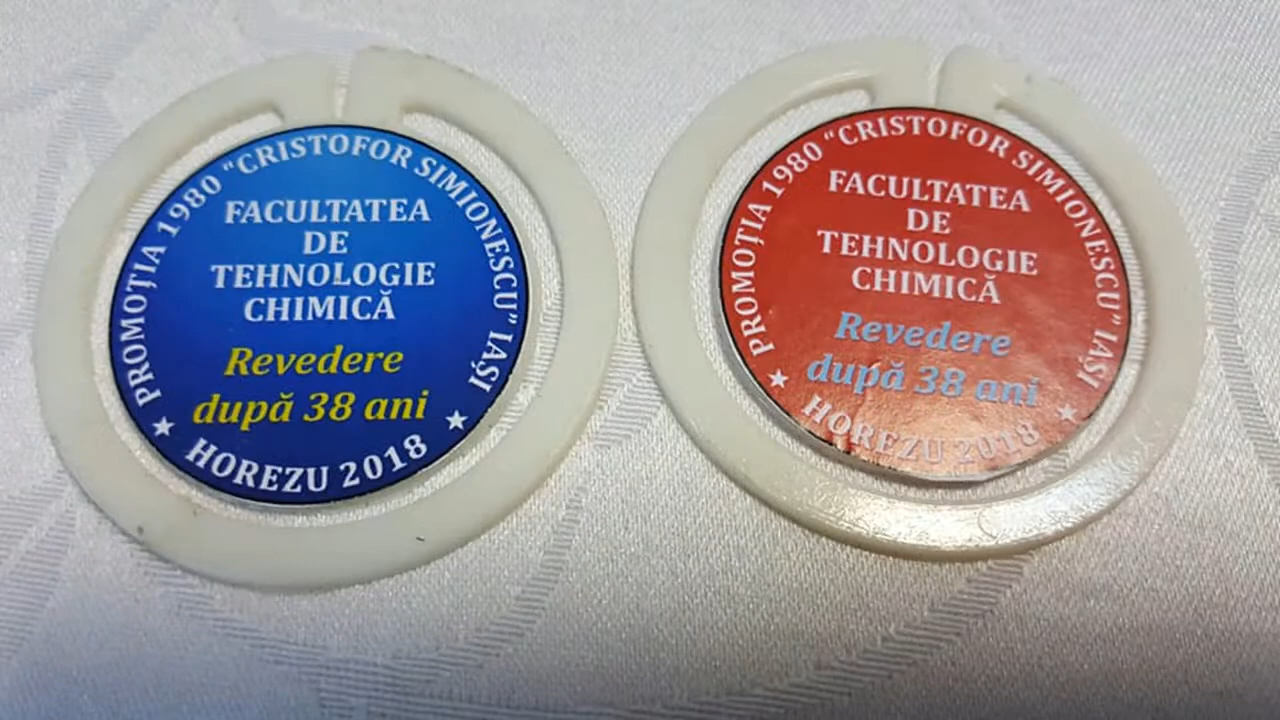 PROMOȚIA 1980 "CRISTOFOR SIMIONESCU" IAȘI
FACULTATEA
DE
TEHNOLOGIE
CHIMICĂ
Revedere
după 38 ani
★ HOREZU 2018 ★
PROMOȚIA 1980 "CRISTOFOR SIMIONESCU" IAȘI
FACULTATEA
DE
TEHNOLOGIE
CHIMICĂ
Revedere
după 38 ani
★ HOREZU 2018 ★